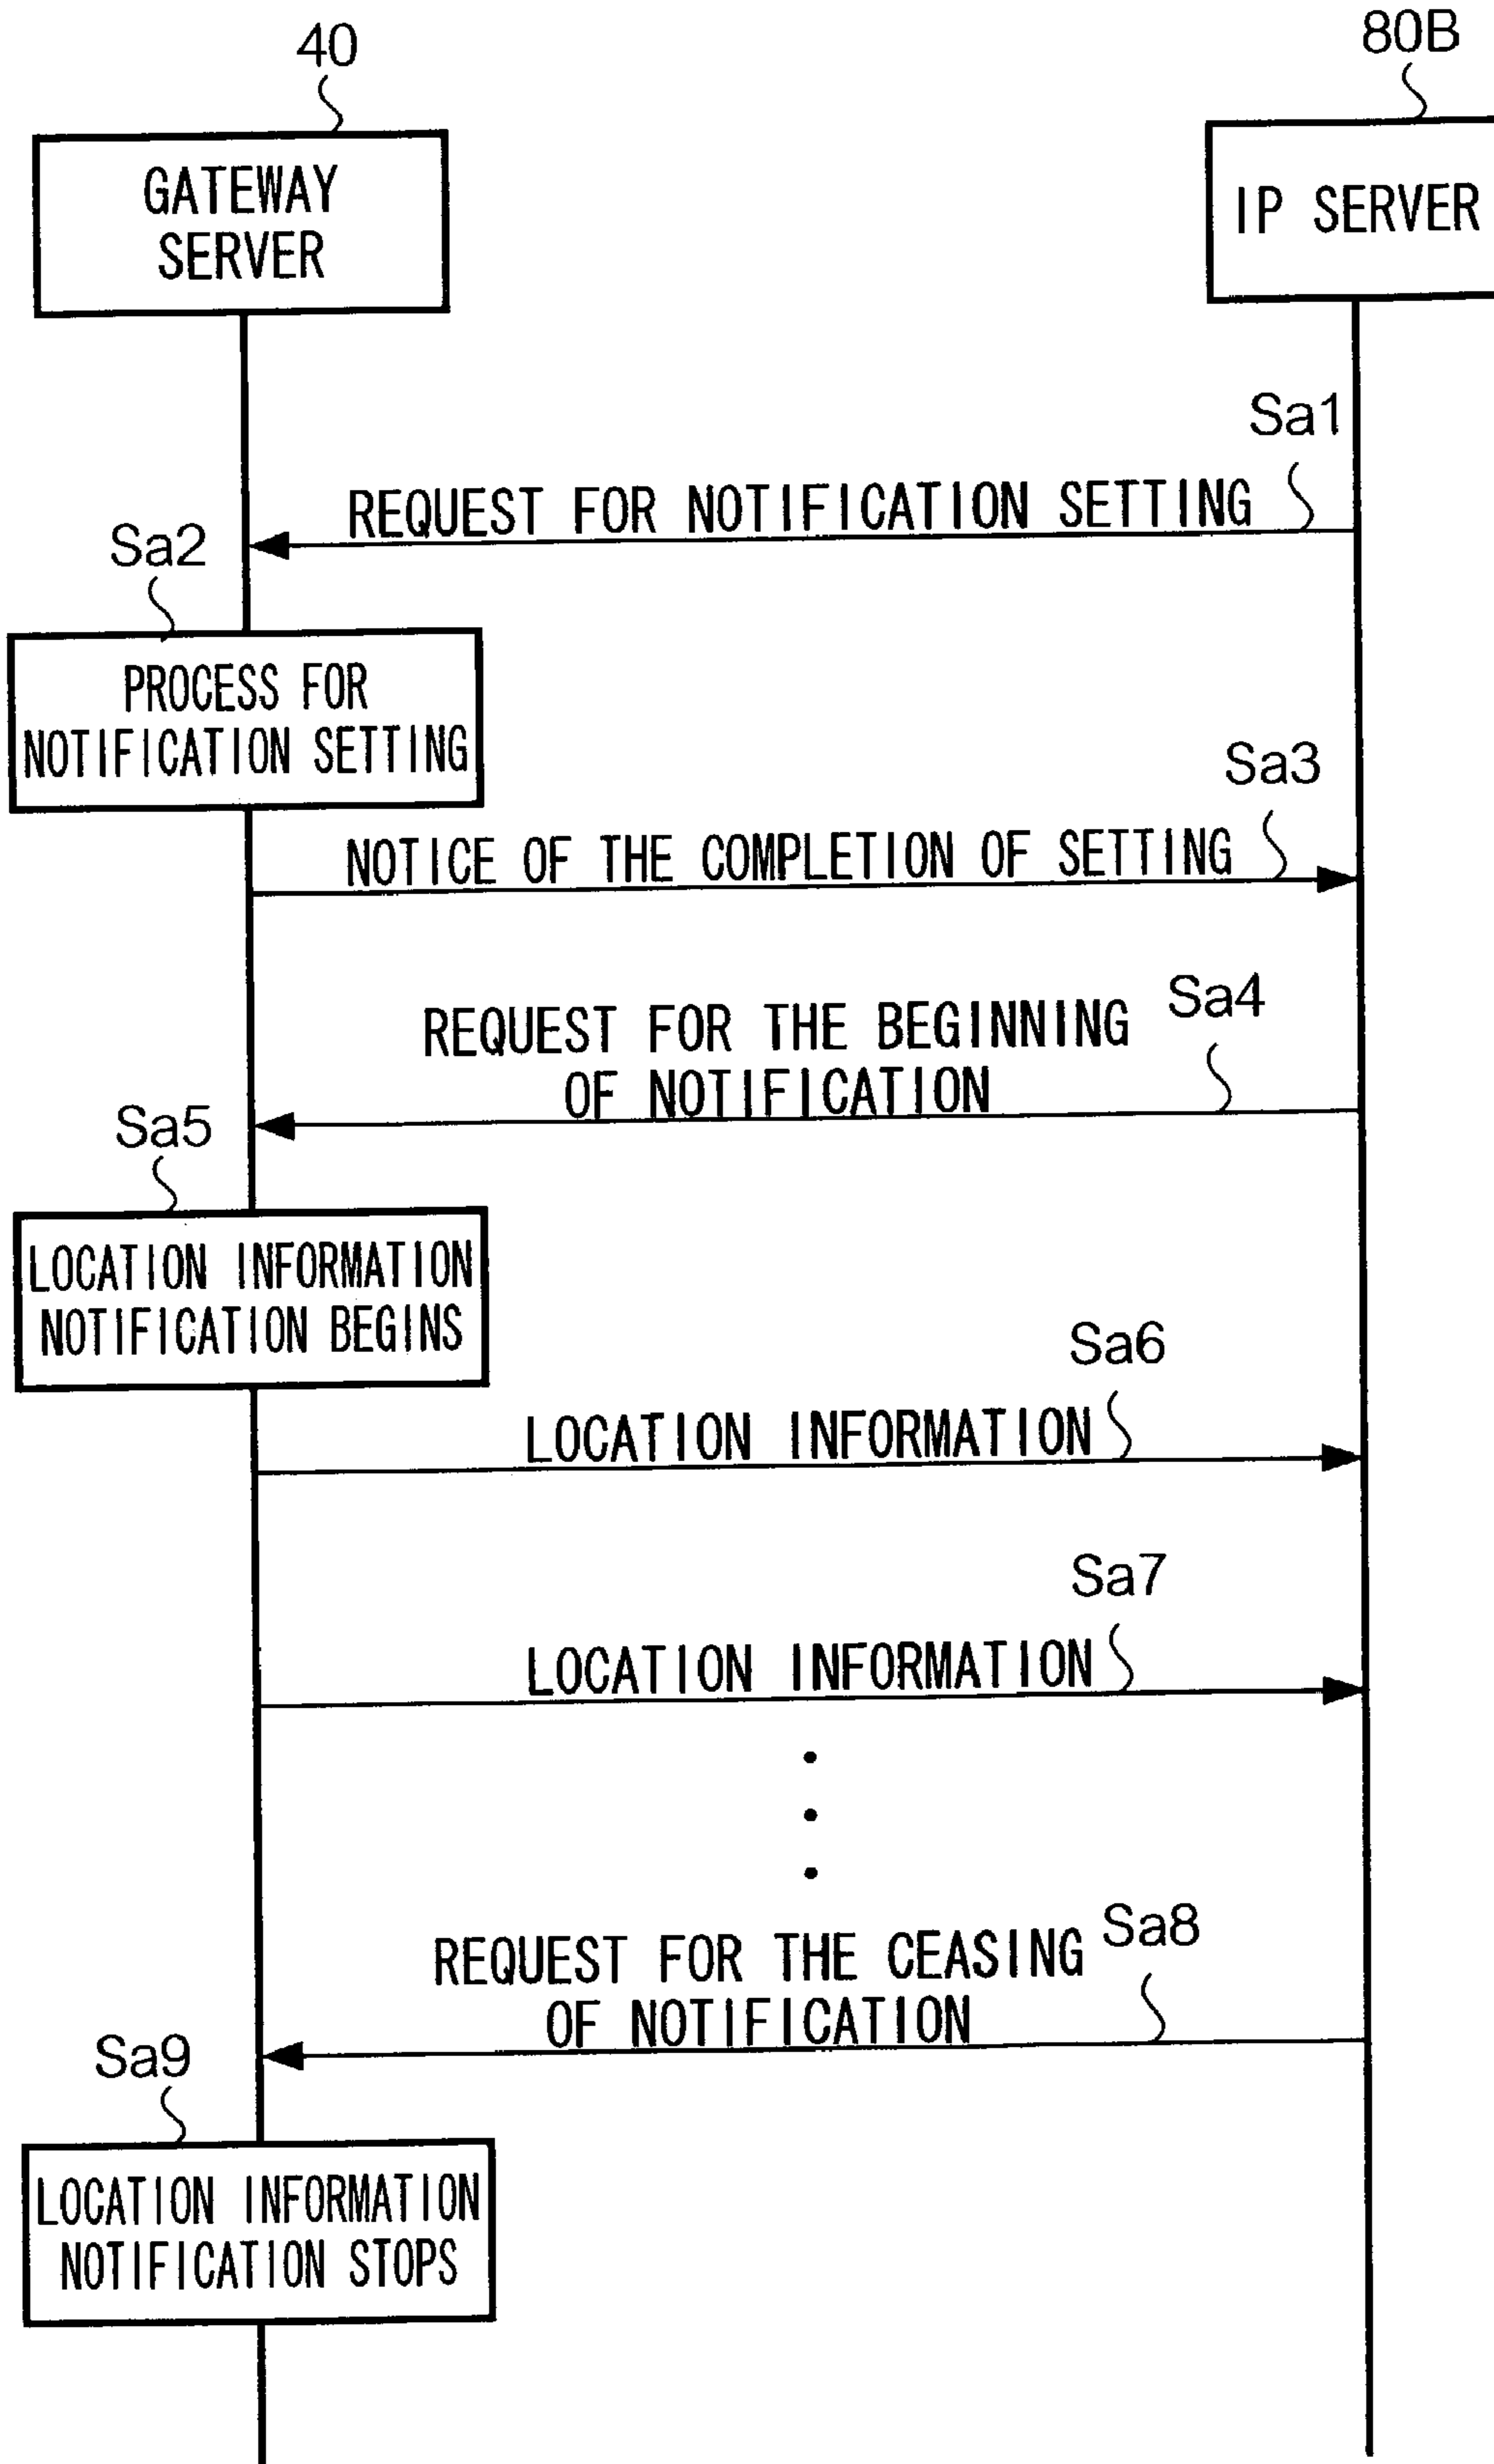 40
80B
GATEWAY
SERVER
IP SERVER
Sa1
REQUEST FOR NOTIFICATION SETTING
Sa2
PROCESS FOR
NOTIFICATION SETTING
Sa3
NOTICE OF THE COMPLETION OF SETTING
Sa4
REQUEST FOR THE BEGINNING
OF NOTIFICATION
Sa5
LOCATION INFORMATION
NOTIFICATION BEGINS
Sa6
LOCATION INFORMATION
Sa7
LOCATION INFORMATION
Sa8
REQUEST FOR THE CEASING
OF NOTIFICATION
Sa9
LOCATION INFORMATION
NOTIFICATION STOPS